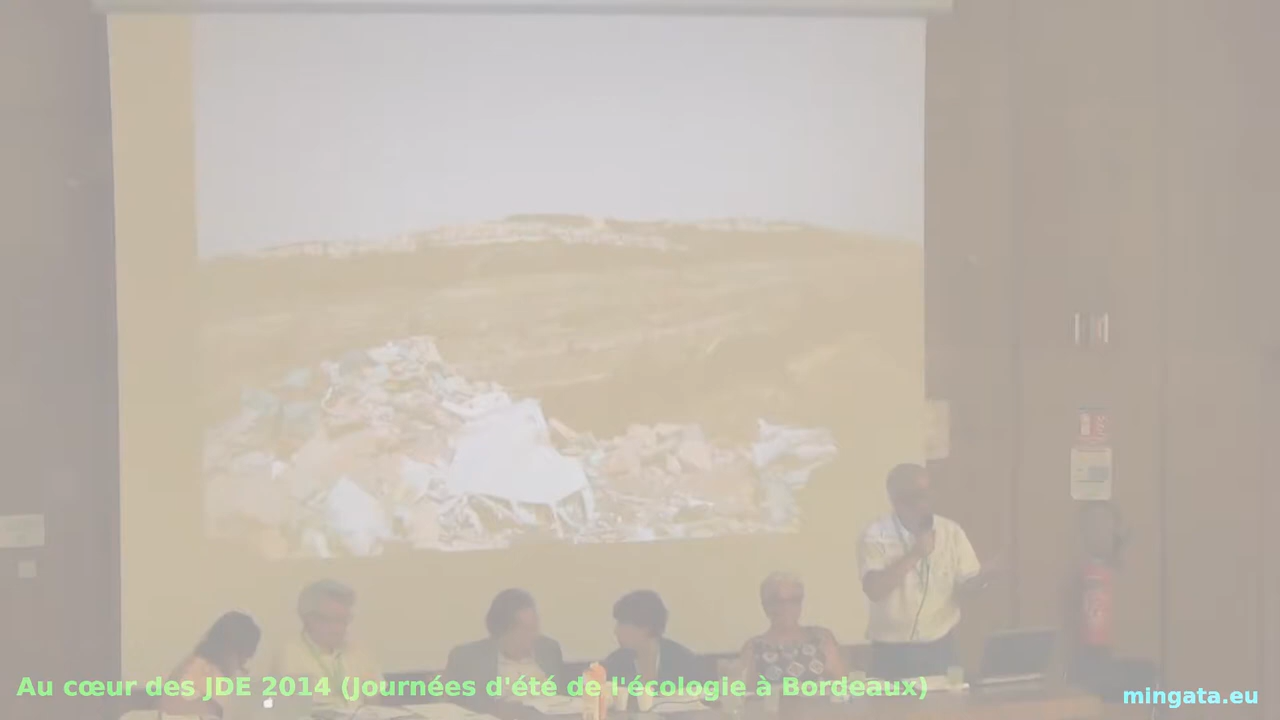 Au cœur des JDE 2014 (Journées d'été de l'écologie à Bordeaux)
mingata.eu